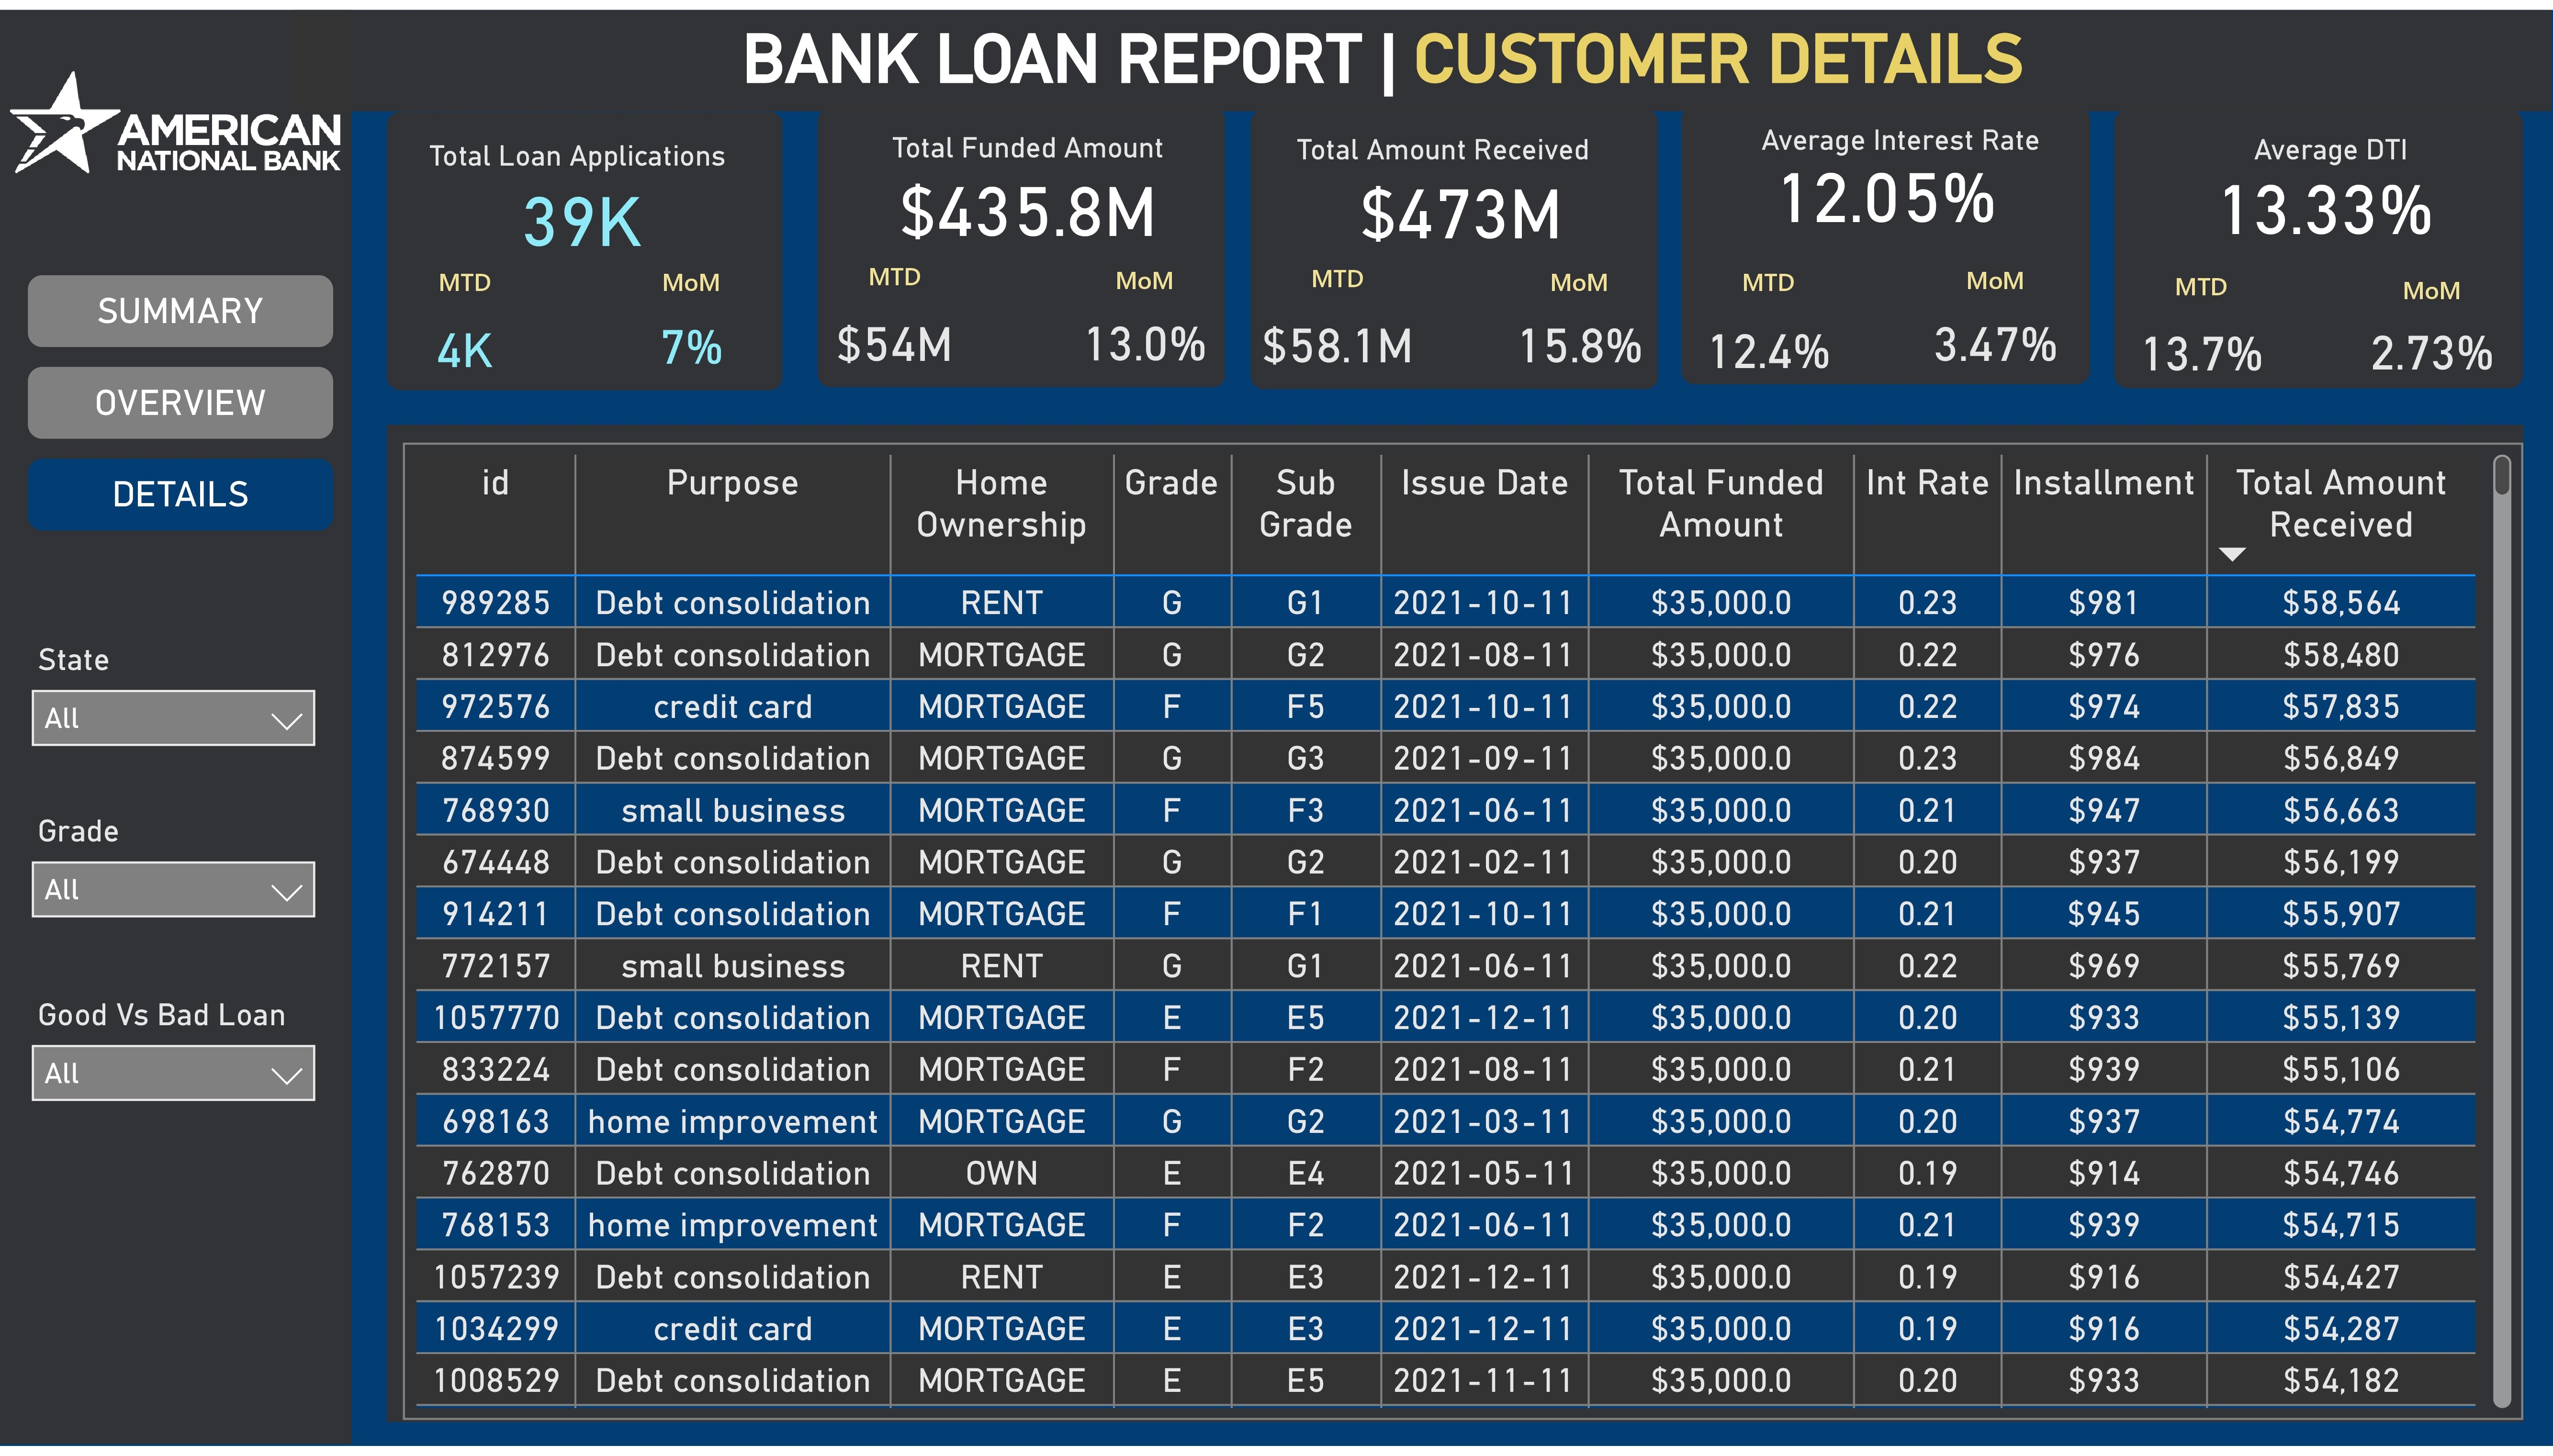 BANK LOAN REPORT | CUSTOMER DETAILS
AMERICAN
NATIONAL BANK
SUMMARY
OVERVIEW
DETAILS
State
All
Grade
All
Good Vs Bad Loan
All
Total Loan Applications
39K
MTD MoM
4K 7%
Total Funded Amount
$435.8M
MTD MoM
$54M 13.0%
Total Amount Received
$473M
MTD MoM
$58.1M 15.8%
Average Interest Rate
12.05%
MTD MoM
12.4% 3.47%
Average DTI
13.33%
MTD MoM
13.7% 2.73%
id Purpose Home Grade Sub Issue Date Total Funded Int Rate Installment Total Amount
Ownership Grade Amount Received
989285 Debt consolidation RENT G G1 2021-10-11 $35,000.0 0.23 $981 $58,564
812976 Debt consolidation MORTGAGE G G2 2021-08-11 $35,000.0 0.22 $976 $58,480
972576 credit card MORTGAGE F F5 2021-10-11 $35,000.0 0.22 $974 $57,835
874599 Debt consolidation MORTGAGE G G3 2021-09-11 $35,000.0 0.23 $984 $56,849
768930 small business MORTGAGE F F3 2021-06-11 $35,000.0 0.21 $947 $56,663
674448 Debt consolidation MORTGAGE G G2 2021-02-11 $35,000.0 0.20 $937 $56,199
914211 Debt consolidation MORTGAGE F F1 2021-10-11 $35,000.0 0.21 $945 $55,907
772157 small business RENT G G1 2021-06-11 $35,000.0 0.22 $969 $55,769
1057770 Debt consolidation MORTGAGE E E5 2021-12-11 $35,000.0 0.20 $933 $55,139
833224 Debt consolidation MORTGAGE F F2 2021-08-11 $35,000.0 0.21 $939 $55,106
698163 home improvement MORTGAGE G G2 2021-03-11 $35,000.0 0.20 $937 $54,774
762870 Debt consolidation OWN E E4 2021-05-11 $35,000.0 0.19 $914 $54,746
768153 home improvement MORTGAGE F F2 2021-06-11 $35,000.0 0.21 $939 $54,715
1057239 Debt consolidation RENT E E3 2021-12-11 $35,000.0 0.19 $916 $54,427
1034299 credit card MORTGAGE E E3 2021-12-11 $35,000.0 0.19 $916 $54,287
1008529 Debt consolidation MORTGAGE E E5 2021-11-11 $35,000.0 0.20 $933 $54,182